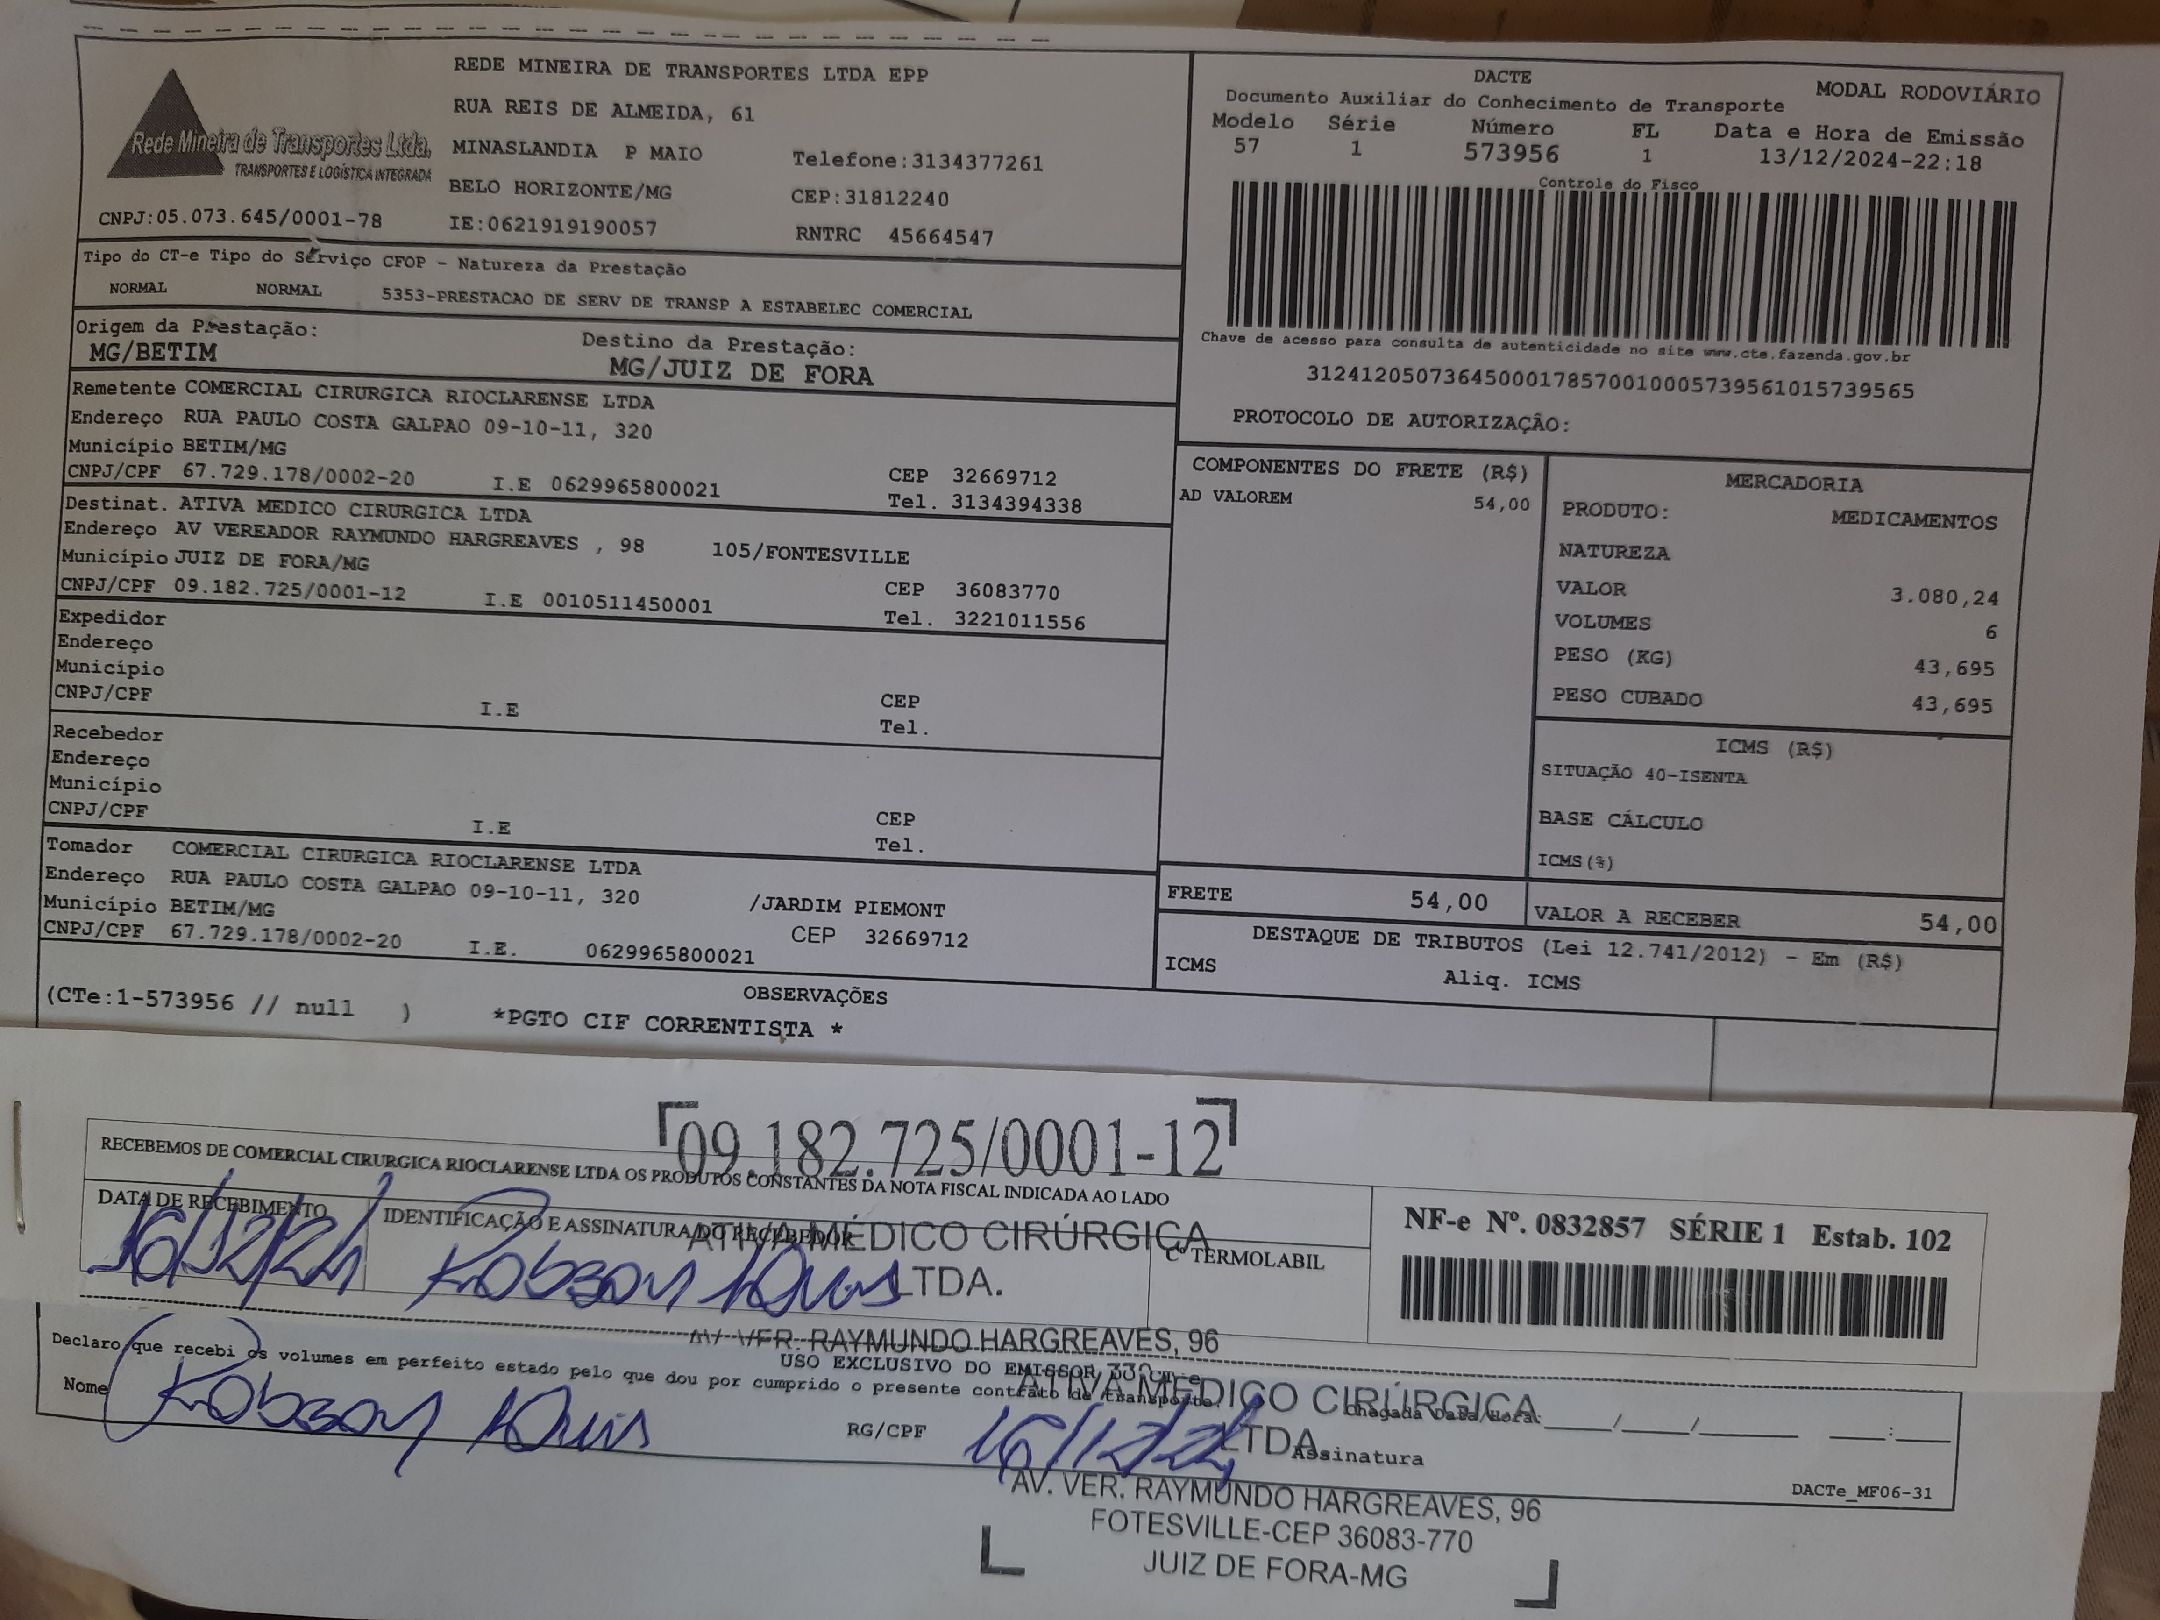 Rede Mineira de Transportes Ltda.
TRANSPORTES E LOGÍSTICA INTEGRADA
CNPJ:05.073.645/0001-78
REDE MINEIRA DE TRANSPORTES LTDA EPP
RUA REIS DE ALMEIDA, 61
MINASLANDIA P MAIO Telefone:3134377261
BELO HORIZONTE/MG CEP:31812240
IE:0621919190057 RNTRC 45664547
DACTE MODAL RODOVIÁRIO
Documento Auxiliar do Conhecimento de Transporte
Modelo Série Número FL Data e Hora de Emissão
57 1 573956 1 13/12/2024-22:18
Controle do Fisco
Chave de acesso para consulta de autenticidade no site www.cte.fazenda.gov.br
31241205073645000178570010005739561015739565
PROTOCOLO DE AUTORIZAÇÃO:
Tipo do CT-e Tipo do Serviço CFOP - Natureza da Prestação
NORMAL NORMAL 5353-PRESTACAO DE SERV DE TRANSP A ESTABELEC COMERCIAL
Origem da Prestação: Destino da Prestação:
MG/BETIM MG/JUIZ DE FORA
Remetente COMERCIAL CIRURGICA RIOCLARENSE LTDA
Endereço RUA PAULO COSTA GALPAO 09-10-11, 320
Município BETIM/MG CEP 32669712
CNPJ/CPF 67.729.178/0002-20 I.E 0629965800021 Tel. 3134394338
Destinat. ATIVA MEDICO CIRURGICA LTDA
Endereço AV VEREADOR RAYMUNDO HARGREAVES , 98 105/FONTESVILLE
Município JUIZ DE FORA/MG CEP 36083770
CNPJ/CPF 09.182.725/0001-12 I.E 0010511450001 Tel. 3221011556
Expedidor
Endereço
Município CEP
CNPJ/CPF I.E Tel.
Recebedor
Endereço
Município CEP
CNPJ/CPF I.E Tel.
Tomador COMERCIAL CIRURGICA RIOCLARENSE LTDA
Endereço RUA PAULO COSTA GALPAO 09-10-11, 320 /JARDIM PIEMONT
Município BETIM/MG CEP 32669712
CNPJ/CPF 67.729.178/0002-20 I.E. 0629965800021
COMPONENTES DO FRETE (R$)
AD VALOREM 54,00
MERCADORIA
PRODUTO: MEDICAMENTOS
NATUREZA
VALOR 3.080,24
VOLUMES 6
PESO (KG) 43,695
PESO CUBADO 43,695
ICMS (R$)
SITUAÇÃO 40-ISENTA
BASE CÁLCULO
ICMS(%)
FRETE 54,00 VALOR A RECEBER 54,00
DESTAQUE DE TRIBUTOS (Lei 12.741/2012) - Em (R$)
ICMS Aliq. ICMS
OBSERVAÇÕES
(CTe:1-573956 // null ) *PGTO CIF CORRENTISTA *
09.182.725/0001-12
RECEBEMOS DE COMERCIAL CIRURGICA RIOCLARENSE LTDA OS PRODUTOS CONSTANTES DA NOTA FISCAL INDICADA AO LADO
DATA DE RECEBIMENTO IDENTIFICAÇÃO E ASSINATURA DO RECEBEDOR
16/12/24 Robson
ATIVA MÉDICO CIRÚRGICA
LTDA.
Cº TERMOLABIL
NF-e Nº. 0832857 SÉRIE 1 Estab. 102
AV. VER. RAYMUNDO HARGREAVES, 96
USO EXCLUSIVO DO EMISSOR
Declaro que recebi os volumes em perfeito estado pelo que dou por cumprido o presente contrato de transporte
Nome Robson RG/CPF 16/12/24
Chegada Data/Hora: ___/___/___ __:__
Assinatura
ATIVA MÉDICO CIRÚRGICA
LTDA
AV. VER. RAYMUNDO HARGREAVES, 96
FOTESVILLE-CEP 36083-770
JUIZ DE FORA-MG
DACTe_MF06-31